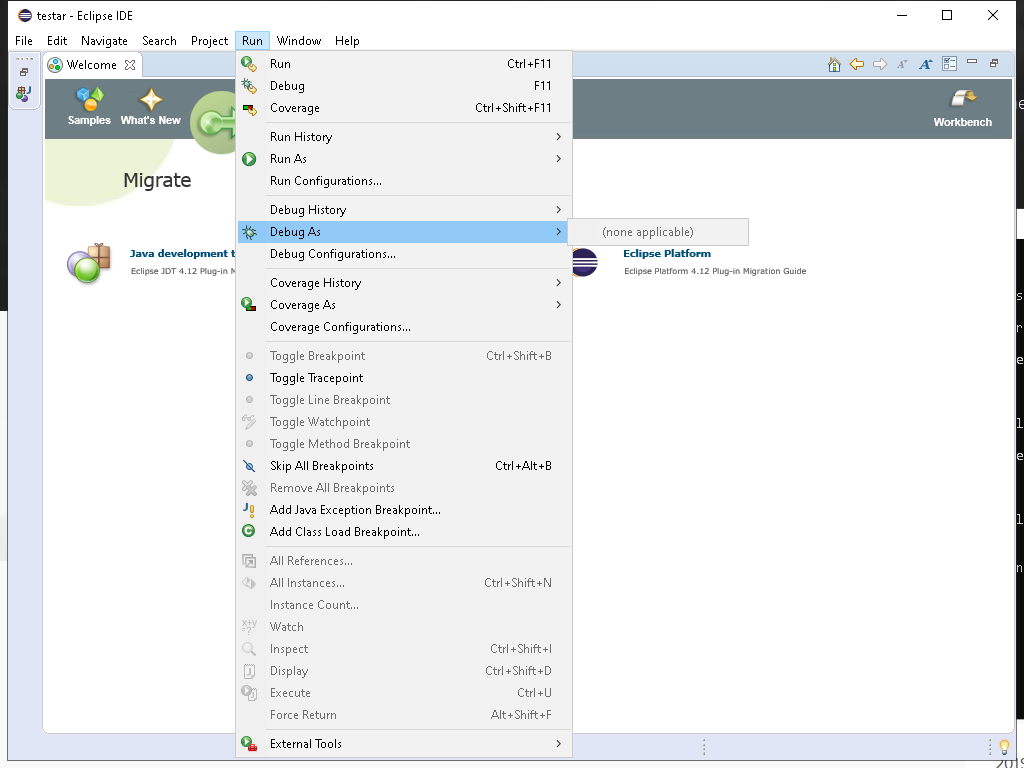 testar - Eclipse IDE
File Edit Navigate Search Project Run Window Help
Welcome
Samples What's New Workbench
Migrate
Java development t
Eclipse JDT 4.12 Plug-in M
Eclipse Platform
Eclipse Platform 4.12 Plug-in Migration Guide
Run Ctrl+F11
Debug F11
Coverage Ctrl+Shift+F11
Run History
Run As
Run Configurations...
Debug History
Debug As
(none applicable)
Debug Configurations...
Coverage History
Coverage As
Coverage Configurations...
Toggle Breakpoint Ctrl+Shift+B
Toggle Tracepoint
Toggle Line Breakpoint
Toggle Watchpoint
Toggle Method Breakpoint
Skip All Breakpoints Ctrl+Alt+B
Remove All Breakpoints
Add Java Exception Breakpoint...
Add Class Load Breakpoint...
All References...
All Instances... Ctrl+Shift+N
Instance Count...
Watch
Inspect Ctrl+Shift+I
Display Ctrl+Shift+D
Execute Ctrl+U
Force Return Alt+Shift+F
External Tools